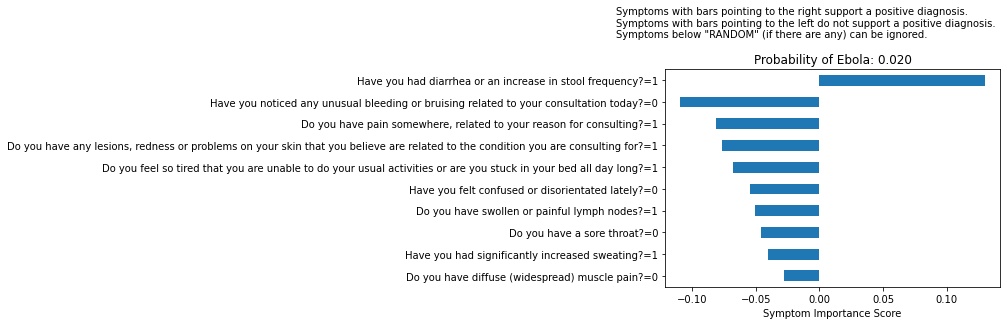 Symptoms with bars pointing to the right support a positive diagnosis.
Symptoms with bars pointing to the left do not support a positive diagnosis.
Symptoms below "RANDOM" (if there are any) can be ignored.
Probability of Ebola: 0.020
Have you had diarrhea or an increase in stool frequency?=1
Have you noticed any unusual bleeding or bruising related to your consultation today?=0
Do you have pain somewhere, related to your reason for consulting?=1
Do you have any lesions, redness or problems on your skin that you believe are related to the condition you are consulting for?=1
Do you feel so tired that you are unable to do your usual activities or are you stuck in your bed all day long?=1
Have you felt confused or disorientated lately?=0
Do you have swollen or painful lymph nodes?=1
Do you have a sore throat?=0
Have you had significantly increased sweating?=1
Do you have diffuse (widespread) muscle pain?=0
−0.10 −0.05 0.00 0.05 0.10
Symptom Importance Score